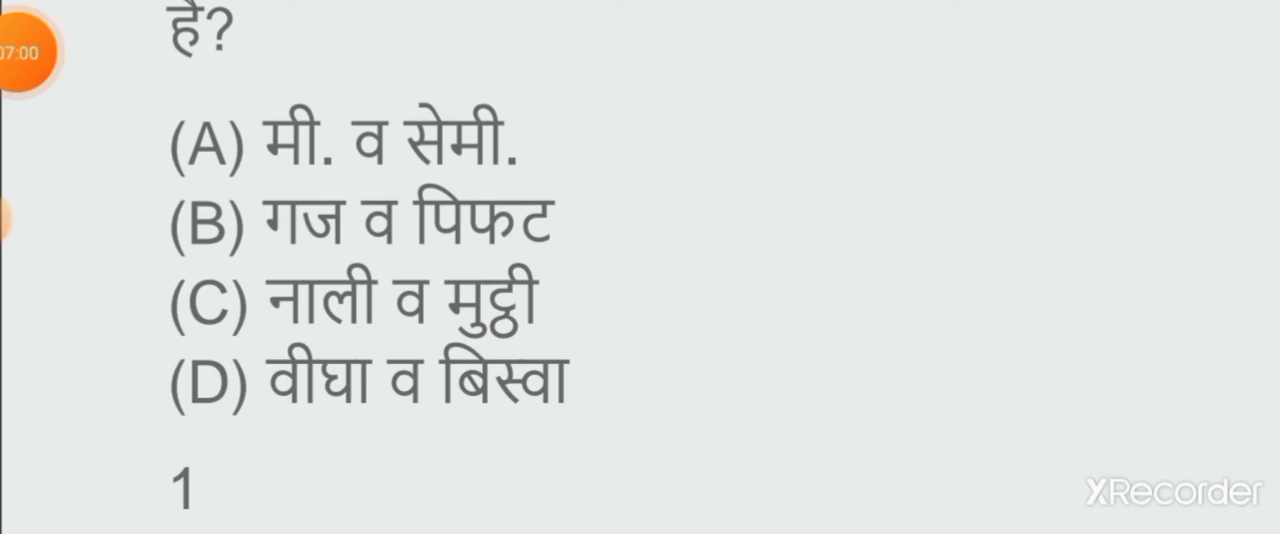 है?
07:00
(A) मी. व सेमी.
(B) गज व पिफट
(C) नाली व मुट्ठी
(D) वीघा व बिस्वा
1
XRecorder